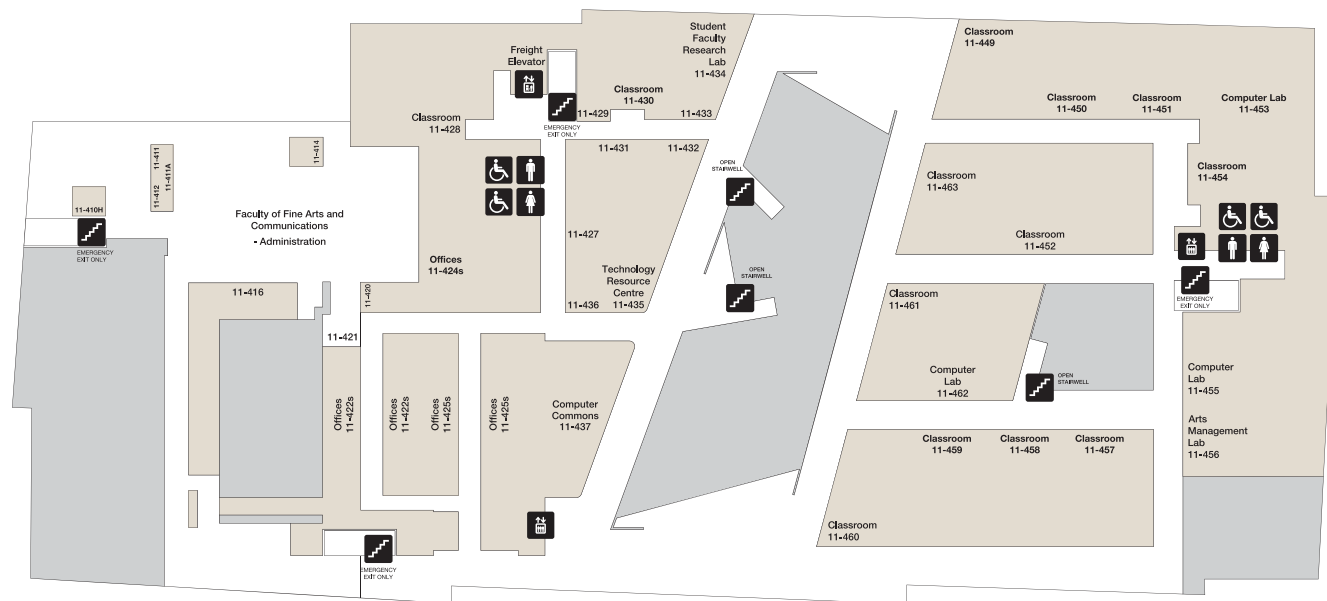 Student
Faculty
Research
Lab
11-434
Classroom
11-449
Freight
Elevator
Classroom
11-430
11-429
11-433
Classroom
11-428
EMERGENCY
EXIT ONLY
Classroom
11-450
Classroom
11-451
Computer Lab
11-453
11-414
11-411
11-411A
11-412
11-431
11-432
OPEN
STAIRWELL
Classroom
11-463
Classroom
11-454
11-410H
EMERGENCY
EXIT ONLY
Faculty of Fine Arts and
Communications
- Administration
11-427
Classroom
11-452
Offices
11-424s
Technology
Resource
Centre
11-435
11-436
OPEN
STAIRWELL
EMERGENCY
EXIT ONLY
11-416
11-420
11-421
Classroom
11-461
Computer
Lab
11-462
OPEN
STAIRWELL
Computer
Lab
11-455
Offices
11-422s
Offices
11-422s
Offices
11-425s
Offices
11-425s
Computer
Commons
11-437
Arts
Management
Lab
11-456
Classroom
11-459
Classroom
11-458
Classroom
11-457
Classroom
11-460
EMERGENCY
EXIT ONLY